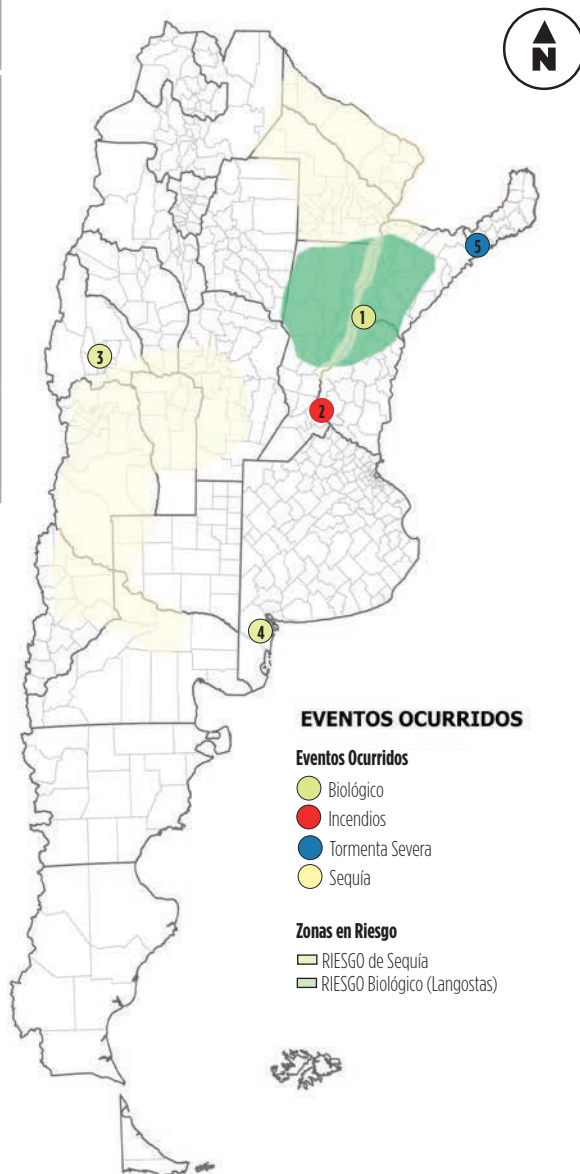 N
5
1
3
2
4
EVENTOS OCURRIDOS
Eventos Ocurridos
Biológico
Incendios
Tormenta Severa
Sequía
Zonas en Riesgo
RIESGO de Sequía
RIESGO Biológico (Langostas)